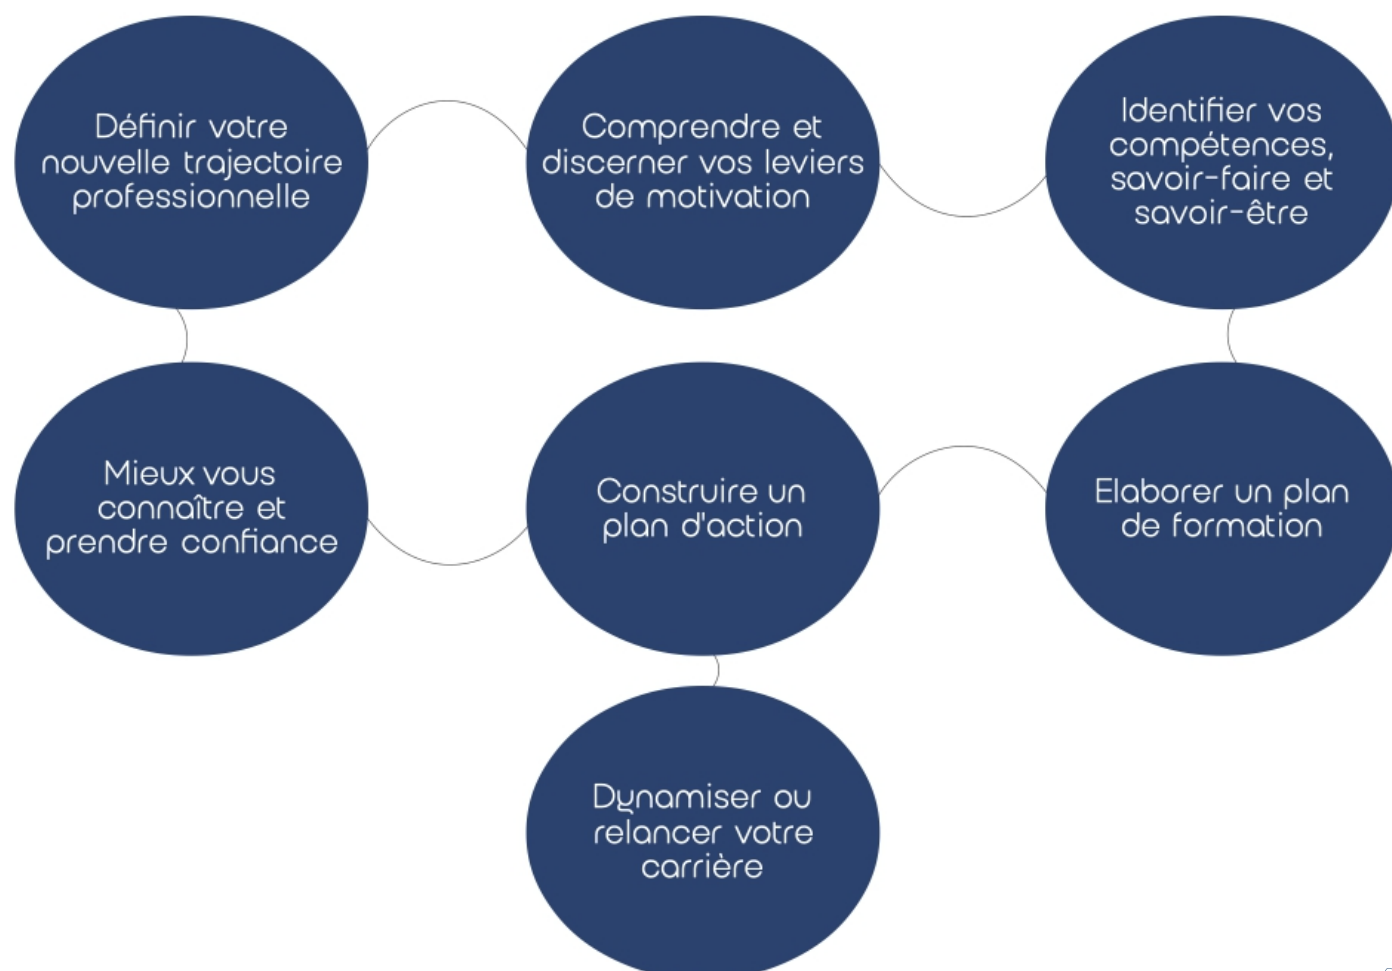 Définir votre
nouvelle trajectoire
professionnelle
Comprendre et
discerner vos leviers
de motivation
Identifier vos
compétences,
savoir-faire et
savoir-être
Mieux vous
connaître et
prendre confiance
Construire un
plan d'action
Elaborer un plan
de formation
Dynamiser ou
relancer votre
carrière